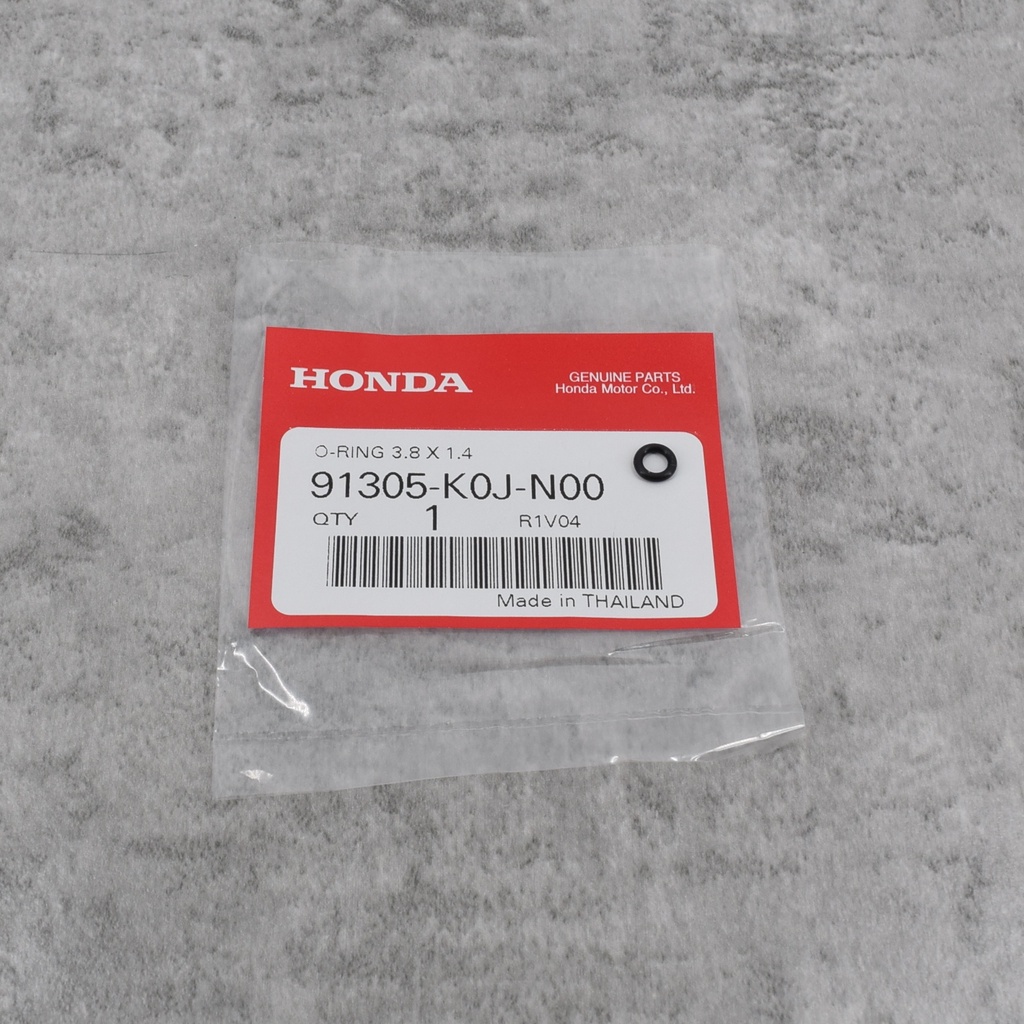 HONDA
GENUINE PARTS
Honda Motor Co., Ltd.
O-RING 3.8 X 1.4
91305-K0J-N00
QTY 1 R1V04
Made in THAILAND